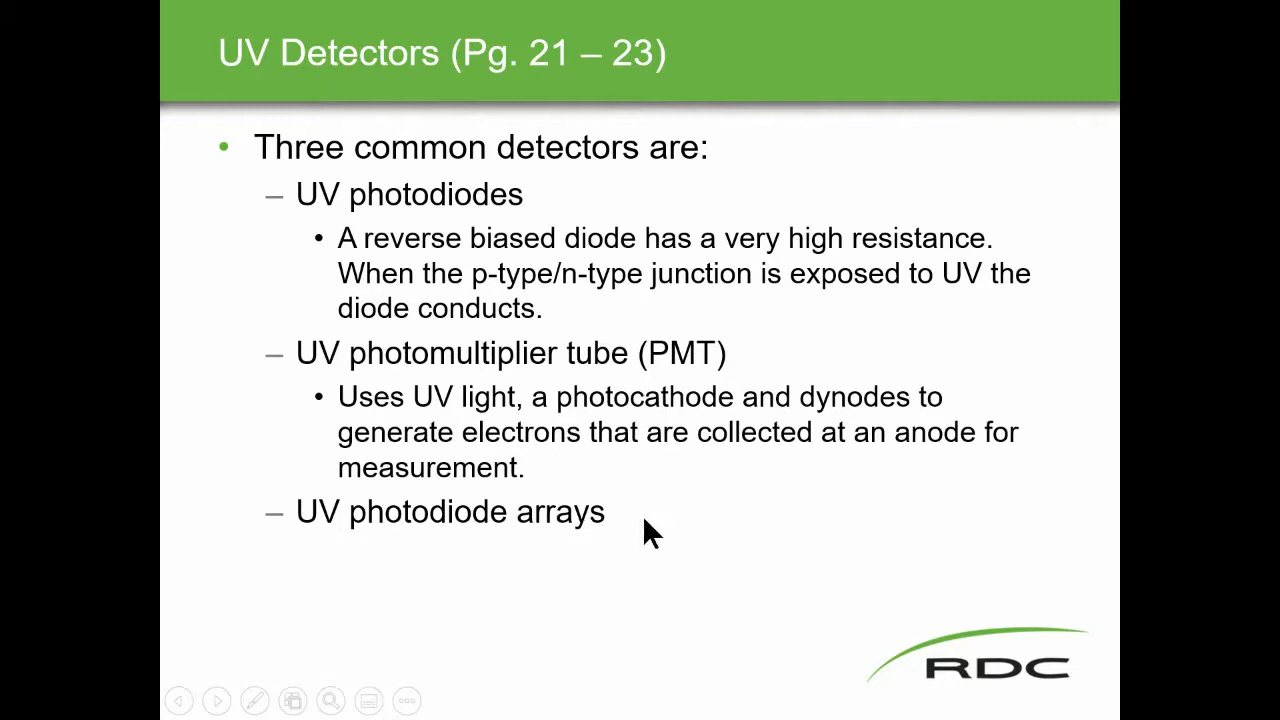 UV Detectors (Pg. 21 – 23)
• Three common detectors are:
– UV photodiodes
• A reverse biased diode has a very high resistance.
When the p-type/n-type junction is exposed to UV the
diode conducts.
– UV photomultiplier tube (PMT)
• Uses UV light, a photocathode and dynodes to
generate electrons that are collected at an anode for
measurement.
– UV photodiode arrays
RDC